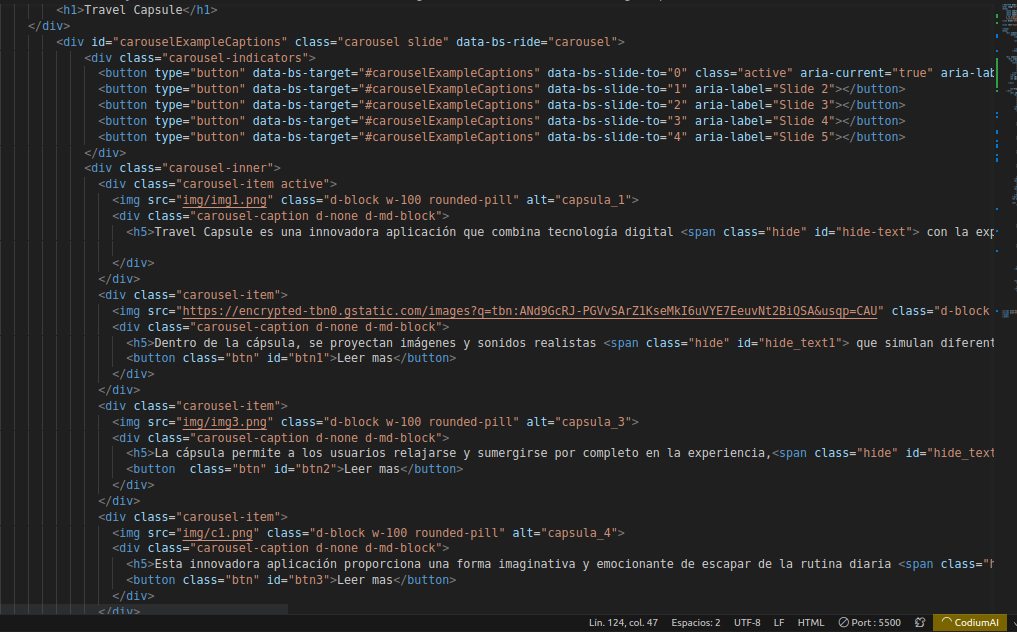 <h1>Travel Capsule</h1>
</div>
<div id="carouselExampleCaptions" class="carousel slide" data-bs-ride="carousel">
<div class="carousel-indicators">
<button type="button" data-bs-target="#carouselExampleCaptions" data-bs-slide-to="0" class="active" aria-current="true" aria-lab
<button type="button" data-bs-target="#carouselExampleCaptions" data-bs-slide-to="1" aria-label="Slide 2"></button>
<button type="button" data-bs-target="#carouselExampleCaptions" data-bs-slide-to="2" aria-label="Slide 3"></button>
<button type="button" data-bs-target="#carouselExampleCaptions" data-bs-slide-to="3" aria-label="Slide 4"></button>
<button type="button" data-bs-target="#carouselExampleCaptions" data-bs-slide-to="4" aria-label="Slide 5"></button>
</div>
<div class="carousel-inner">
<div class="carousel-item active">
<img src="img/img1.png" class="d-block w-100 rounded-pill" alt="capsula_1">
<div class="carousel-caption d-none d-md-block">
<h5>Travel Capsule es una innovadora aplicación que combina tecnología digital <span class="hide" id="hide-text"> con la exp
</div>
</div>
<div class="carousel-item">
<img src="https://encrypted-tbn0.gstatic.com/images?q=tbn:ANd9GcRJ-PGVvSArZ1KseMkI6uVYE7EeuvNt2BiQSA&usqp=CAU" class="d-block
<div class="carousel-caption d-none d-md-block">
<h5>Dentro de la cápsula, se proyectan imágenes y sonidos realistas <span class="hide" id="hide_text1"> que simulan diferent
<button class="btn" id="btn1">Leer mas</button>
</div>
</div>
<div class="carousel-item">
<img src="img/img3.png" class="d-block w-100 rounded-pill" alt="capsula_3">
<div class="carousel-caption d-none d-md-block">
<h5>La cápsula permite a los usuarios relajarse y sumergirse por completo en la experiencia,<span class="hide" id="hide_text
<button  class="btn" id="btn2">Leer mas</button>
</div>
</div>
<div class="carousel-item">
<img src="img/c1.png" class="d-block w-100 rounded-pill" alt="capsula_4">
<div class="carousel-caption d-none d-md-block">
<h5>Esta innovadora aplicación proporciona una forma imaginativa y emocionante de escapar de la rutina diaria <span class="h
<button class="btn" id="btn3">Leer mas</button>
</div>
</div>
Lín. 124, col. 47 Espacios: 2 UTF-8 LF HTML Port : 5500 CodiumAI